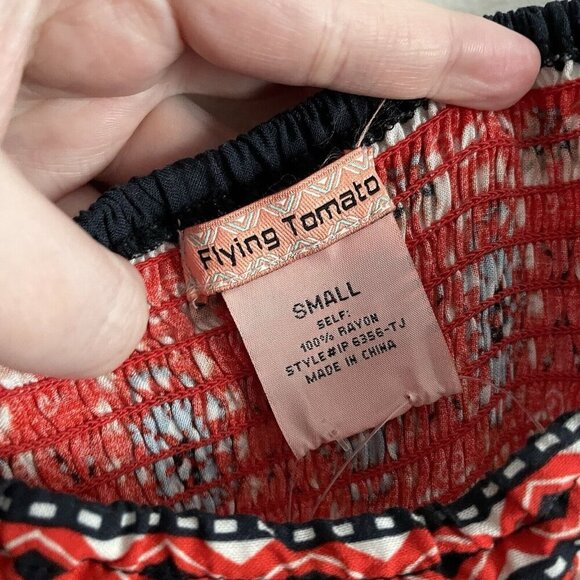 Flying Tomato
SMALL
SELF:
100% RAYON
STYLE#IP 6356-TJ
MADE IN CHINA